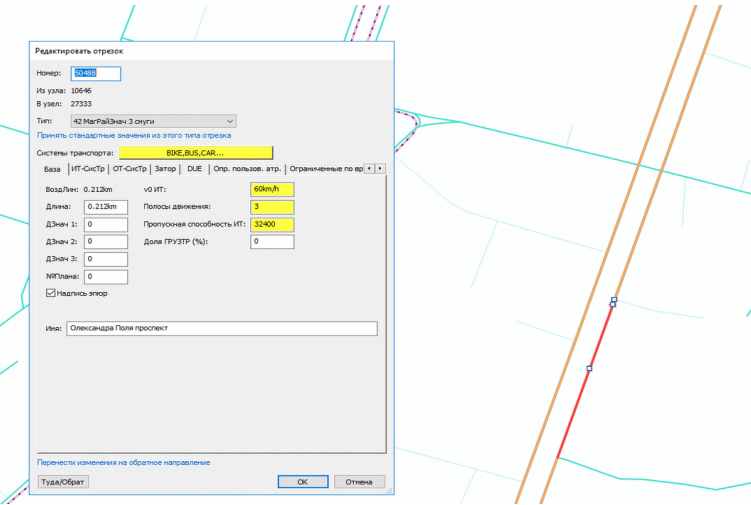 Редактировать отрезок
Номер: 50488
Из узла: 10646
В узел: 27333
Тип: 42 МагРайЗнач 3 смуги
Принять стандартные значения из этого типа отрезка
Системы транспорта: BIKE,BUS,CAR...
База ИТ-СисТр ОТ-СисТр Затор DUE Опр. пользов. атр. Ограниченные по вр
ВоздЛин: 0.212km v0 ИТ: 60km/h
Длина: 0.212km Полосы движения: 3
ДЗнач 1: 0 Пропускная способность ИТ: 32400
ДЗнач 2: 0 Доля ГРУЗТР (%): 0
ДЗнач 3: 0
№Плана: 0
Надпись эпюр
Имя: Олександра Поля проспект
Перенести изменения на обратное направление
Туда/Обрат OK Отмена